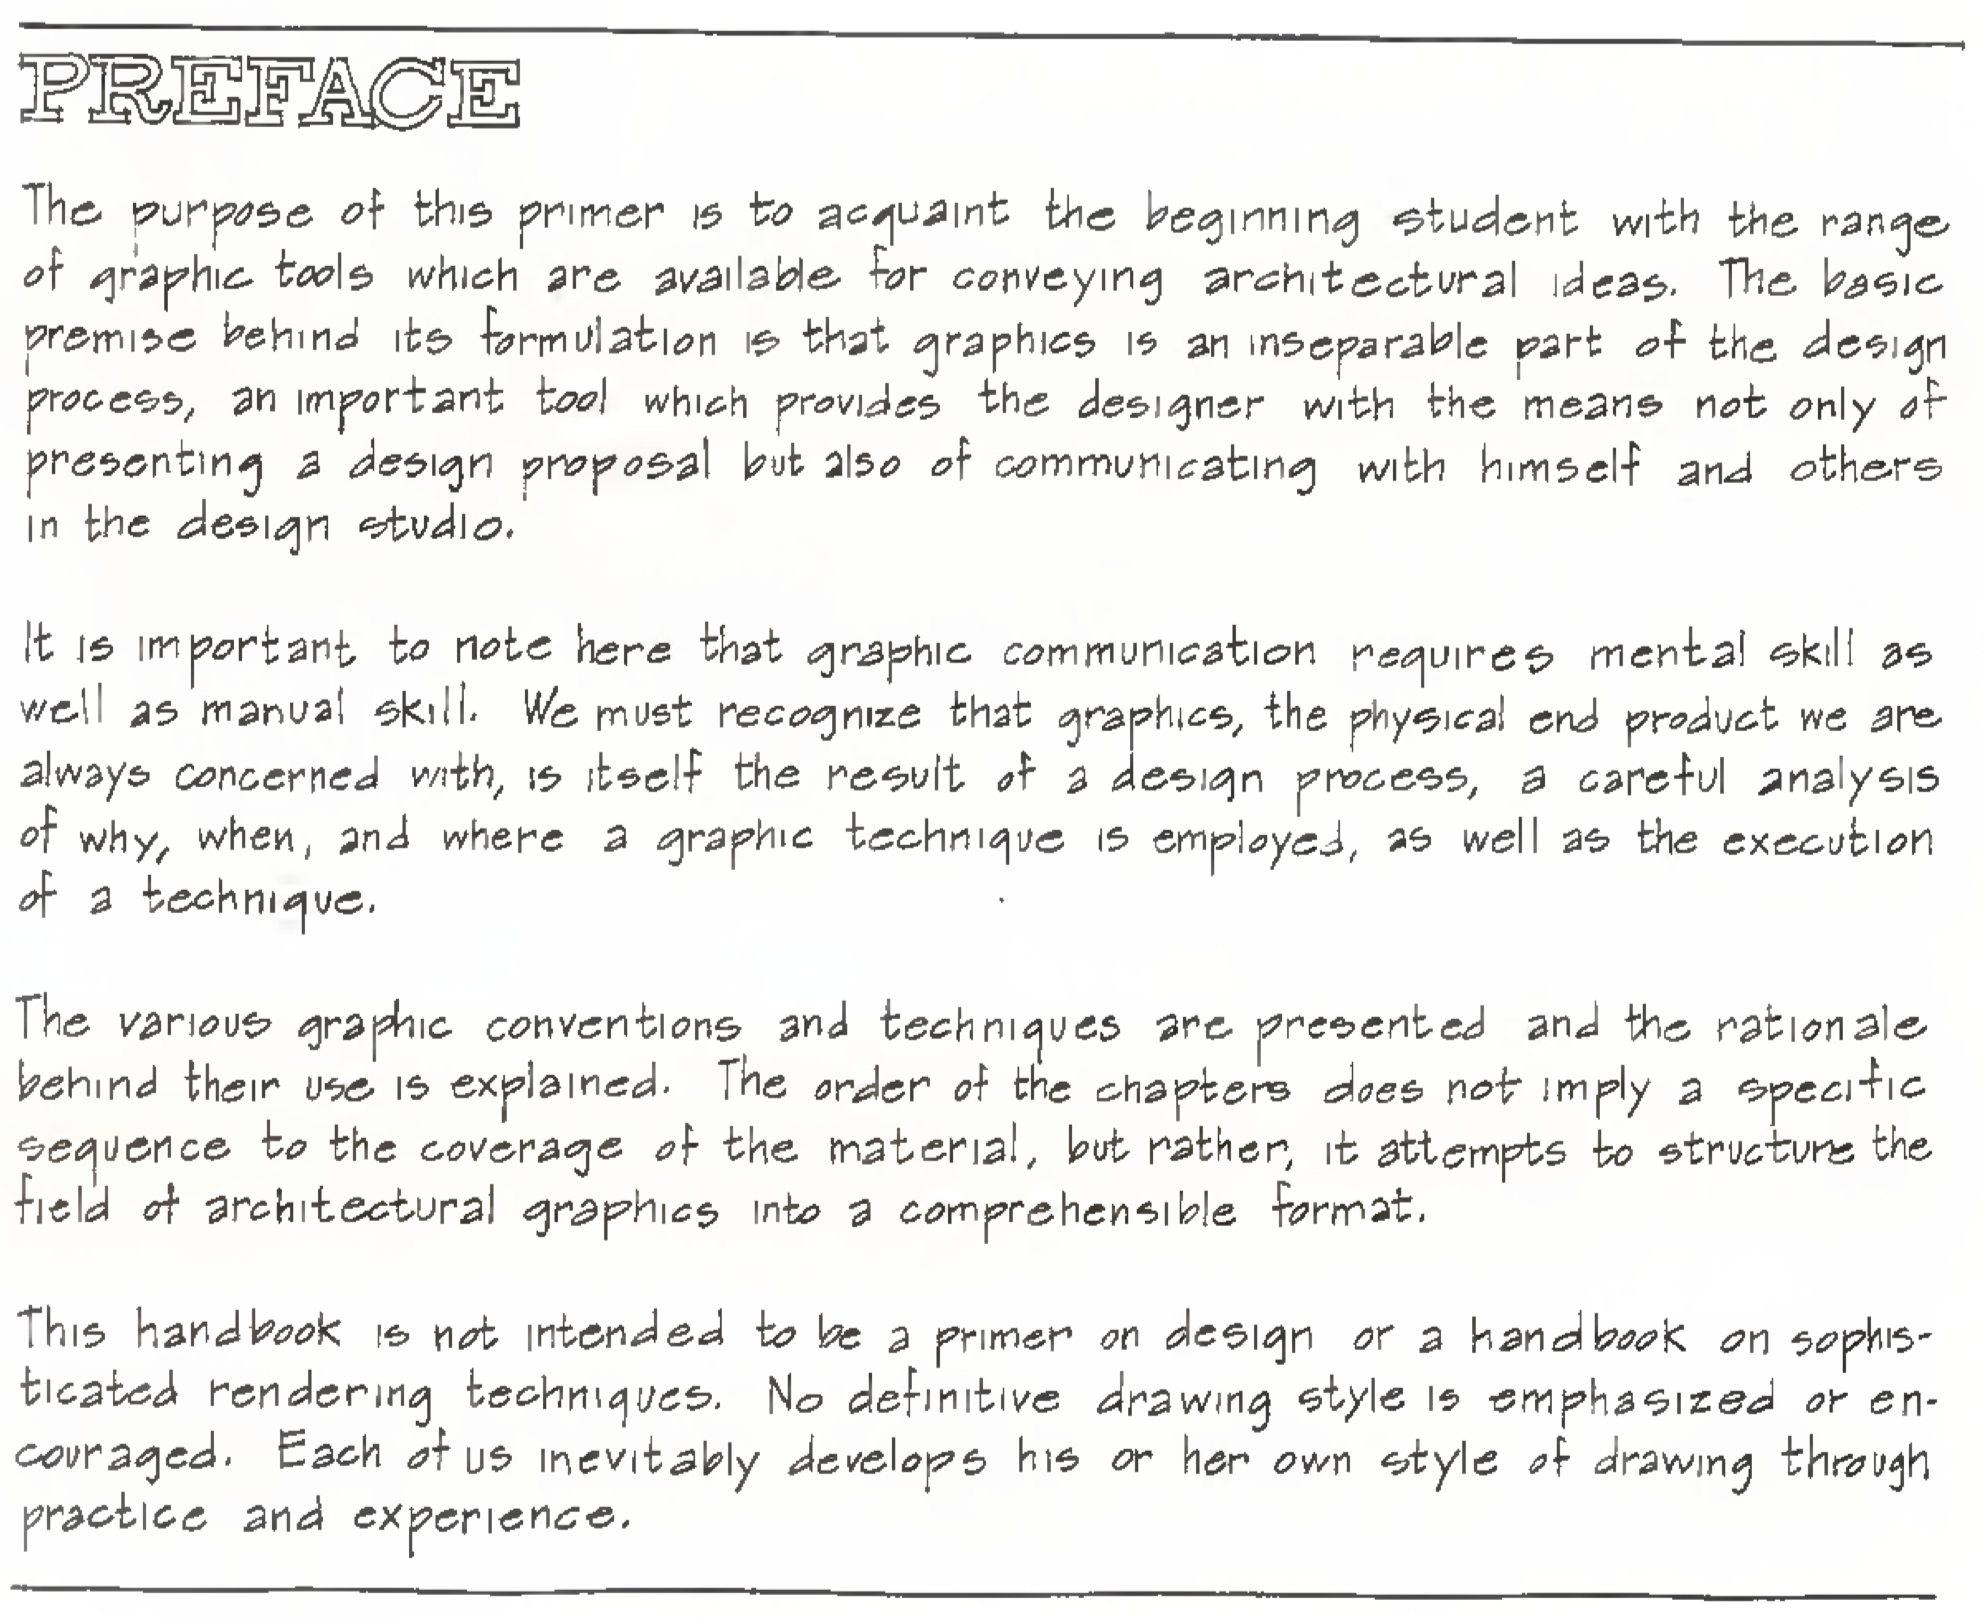 PREFACE
The purpose of this primer is to acquaint the beginning student with the range
of graphic tools which are available for conveying architectural ideas. The basic
premise behind its formulation is that graphics is an inseparable part of the design
process, an important tool which provides the designer with the means not only of
presenting a design proposal but also of communicating with himself and others
in the design studio.
It is important to note here that graphic communication requires mental skill as
well as manual skill. We must recognize that graphics, the physical end product we are
always concerned with, is itself the result of a design process, a careful analysis
of why, when, and where a graphic technique is employed, as well as the execution
of a technique.
The various graphic conventions and techniques are presented and the rationale
behind their use is explained. The order of the chapters does not imply a specific
sequence to the coverage of the material, but rather, it attempts to structure the
field of architectural graphics into a comprehensible format.
This handbook is not intended to be a primer on design or a handbook on sophis-
ticated rendering techniques. No definitive drawing style is emphasized or en-
couraged. Each of us inevitably develops his or her own style of drawing through
practice and experience.